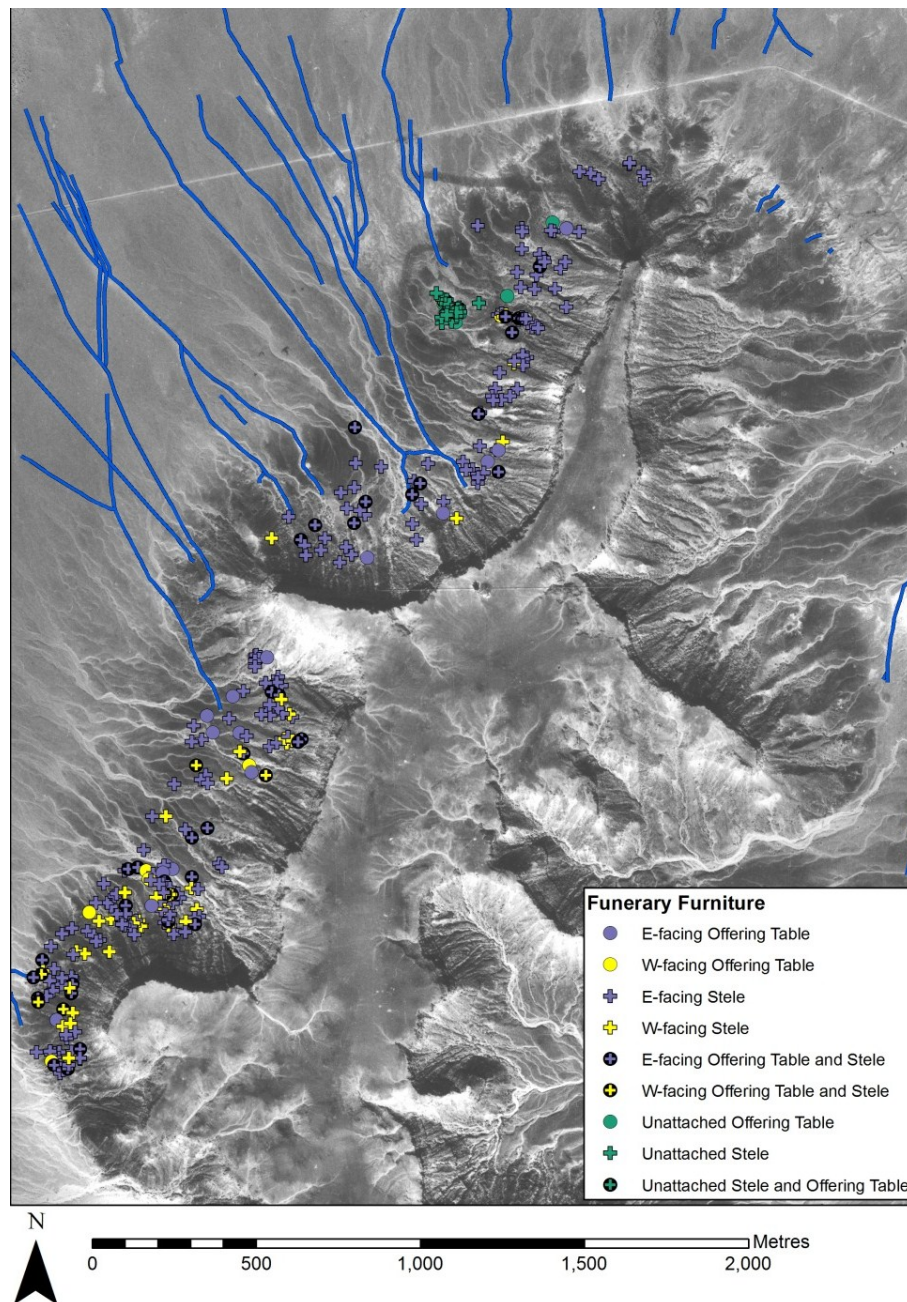 Funerary Furniture
E-facing Offering Table
W-facing Offering Table
E-facing Stele
W-facing Stele
E-facing Offering Table and Stele
W-facing Offering Table and Stele
Unattached Offering Table
Unattached Stele
Unattached Stele and Offering Table
N
Metres
0 500 1,000 1,500 2,000